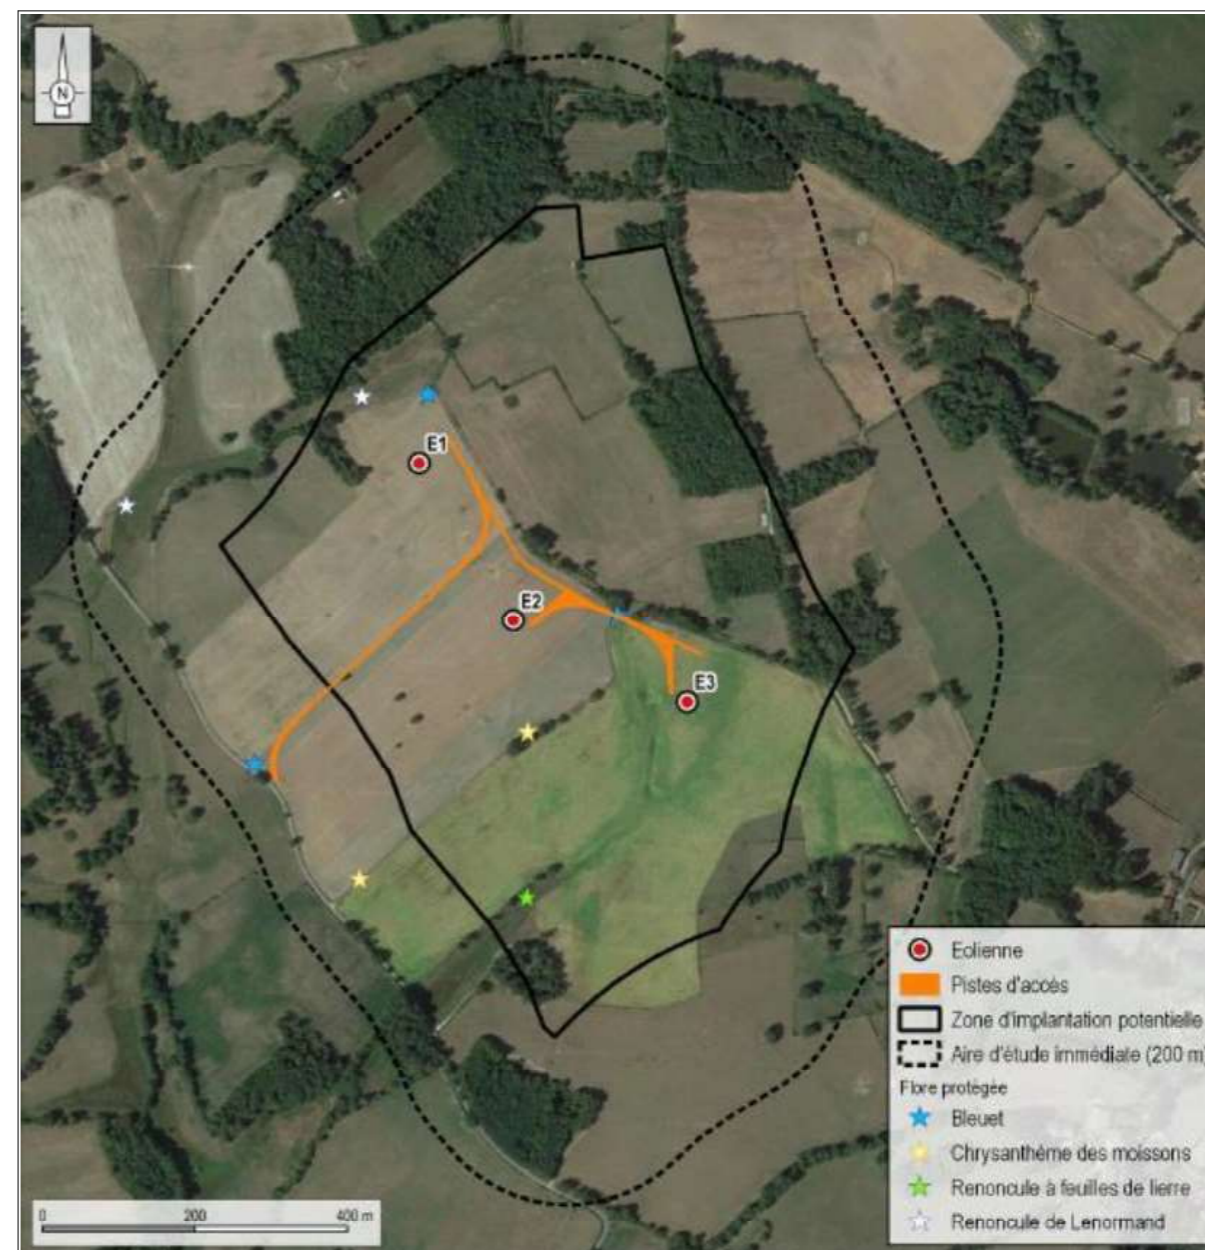 N
E1
E2
E3
Eolienne
Pistes d'accès
Zone d'implantation potentielle
Aire d'étude immédiate (200 m)
Flore protégée
Bleuet
Chrysanthème des moissons
Renoncule à feuilles de lierre
Renoncule de Lenormand
0 200 400 m